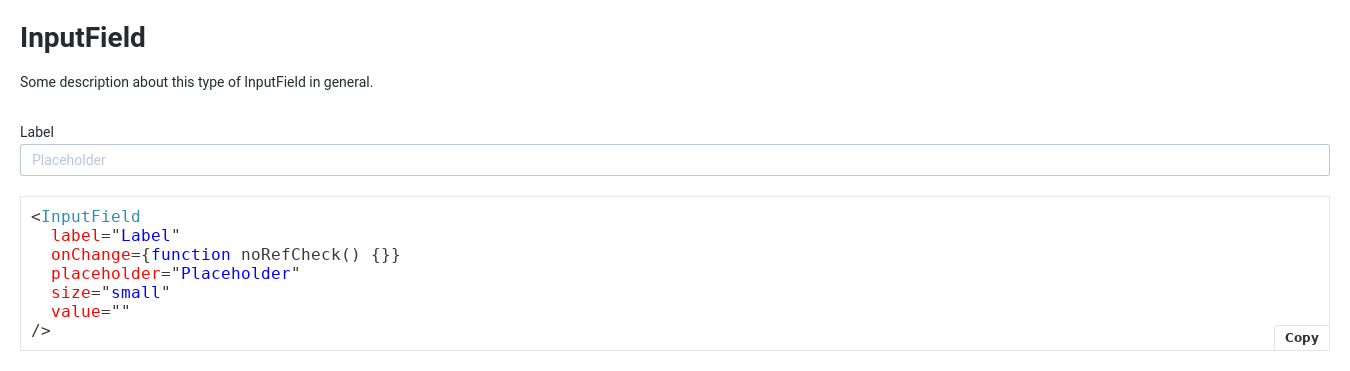 InputField
Some description about this type of InputField in general.
Label
Placeholder
<InputField
  label="Label"
  onChange={function noRefCheck() {}}
  placeholder="Placeholder"
  size="small"
  value=""
/>
Copy